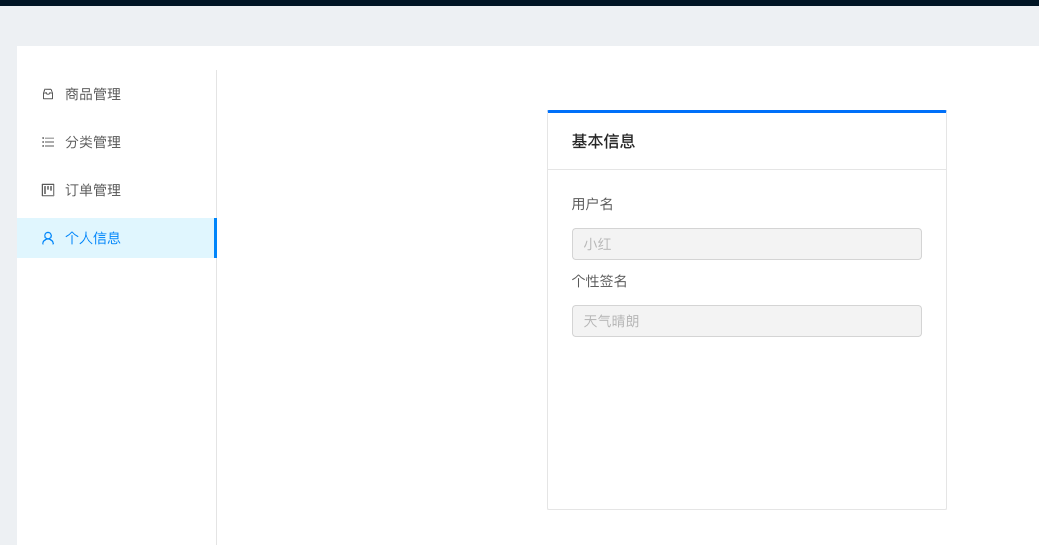 商品管理
分类管理
订单管理
个人信息
基本信息
用户名
小红
个性签名
天气晴朗